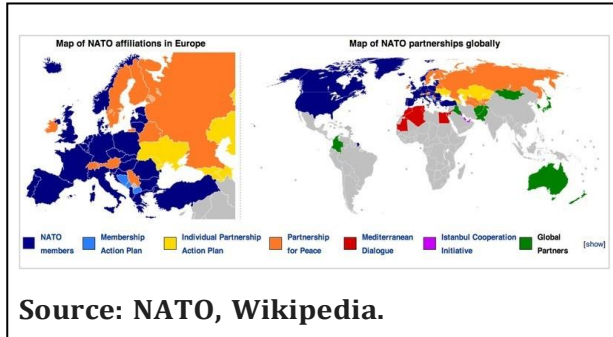 Map of NATO affiliations in Europe
Map of NATO partnerships globally
NATO members
Membership Action Plan
Individual Partnership Action Plan
Partnership for Peace
Mediterranean Dialogue
Istanbul Cooperation Initiative
Global Partners
[show]
Source: NATO, Wikipedia.